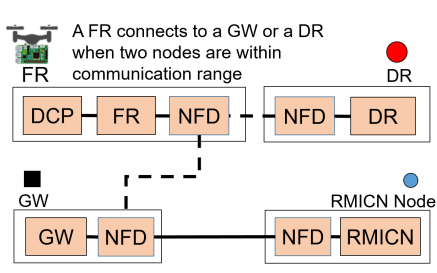 A FR connects to a GW or a DR
when two nodes are within
communication range
FR
DR
DCP FR NFD NFD DR
GW
RMICN Node
GW NFD NFD RMICN